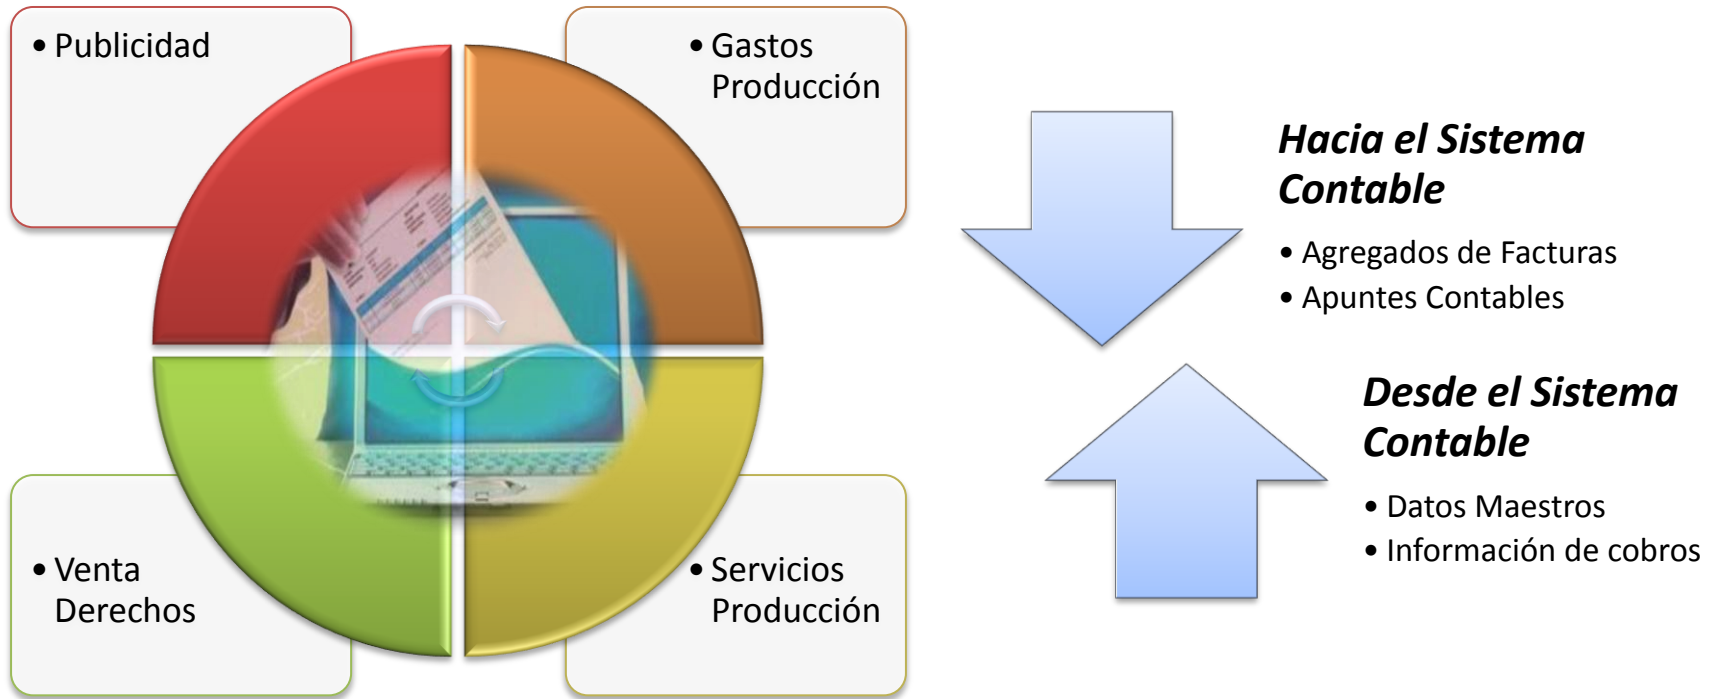 • Publicidad
• Gastos
Producción
• Venta
Derechos
• Servicios
Producción
Hacia el Sistema
Contable
• Agregados de Facturas
• Apuntes Contables
Desde el Sistema
Contable
• Datos Maestros
• Información de cobros